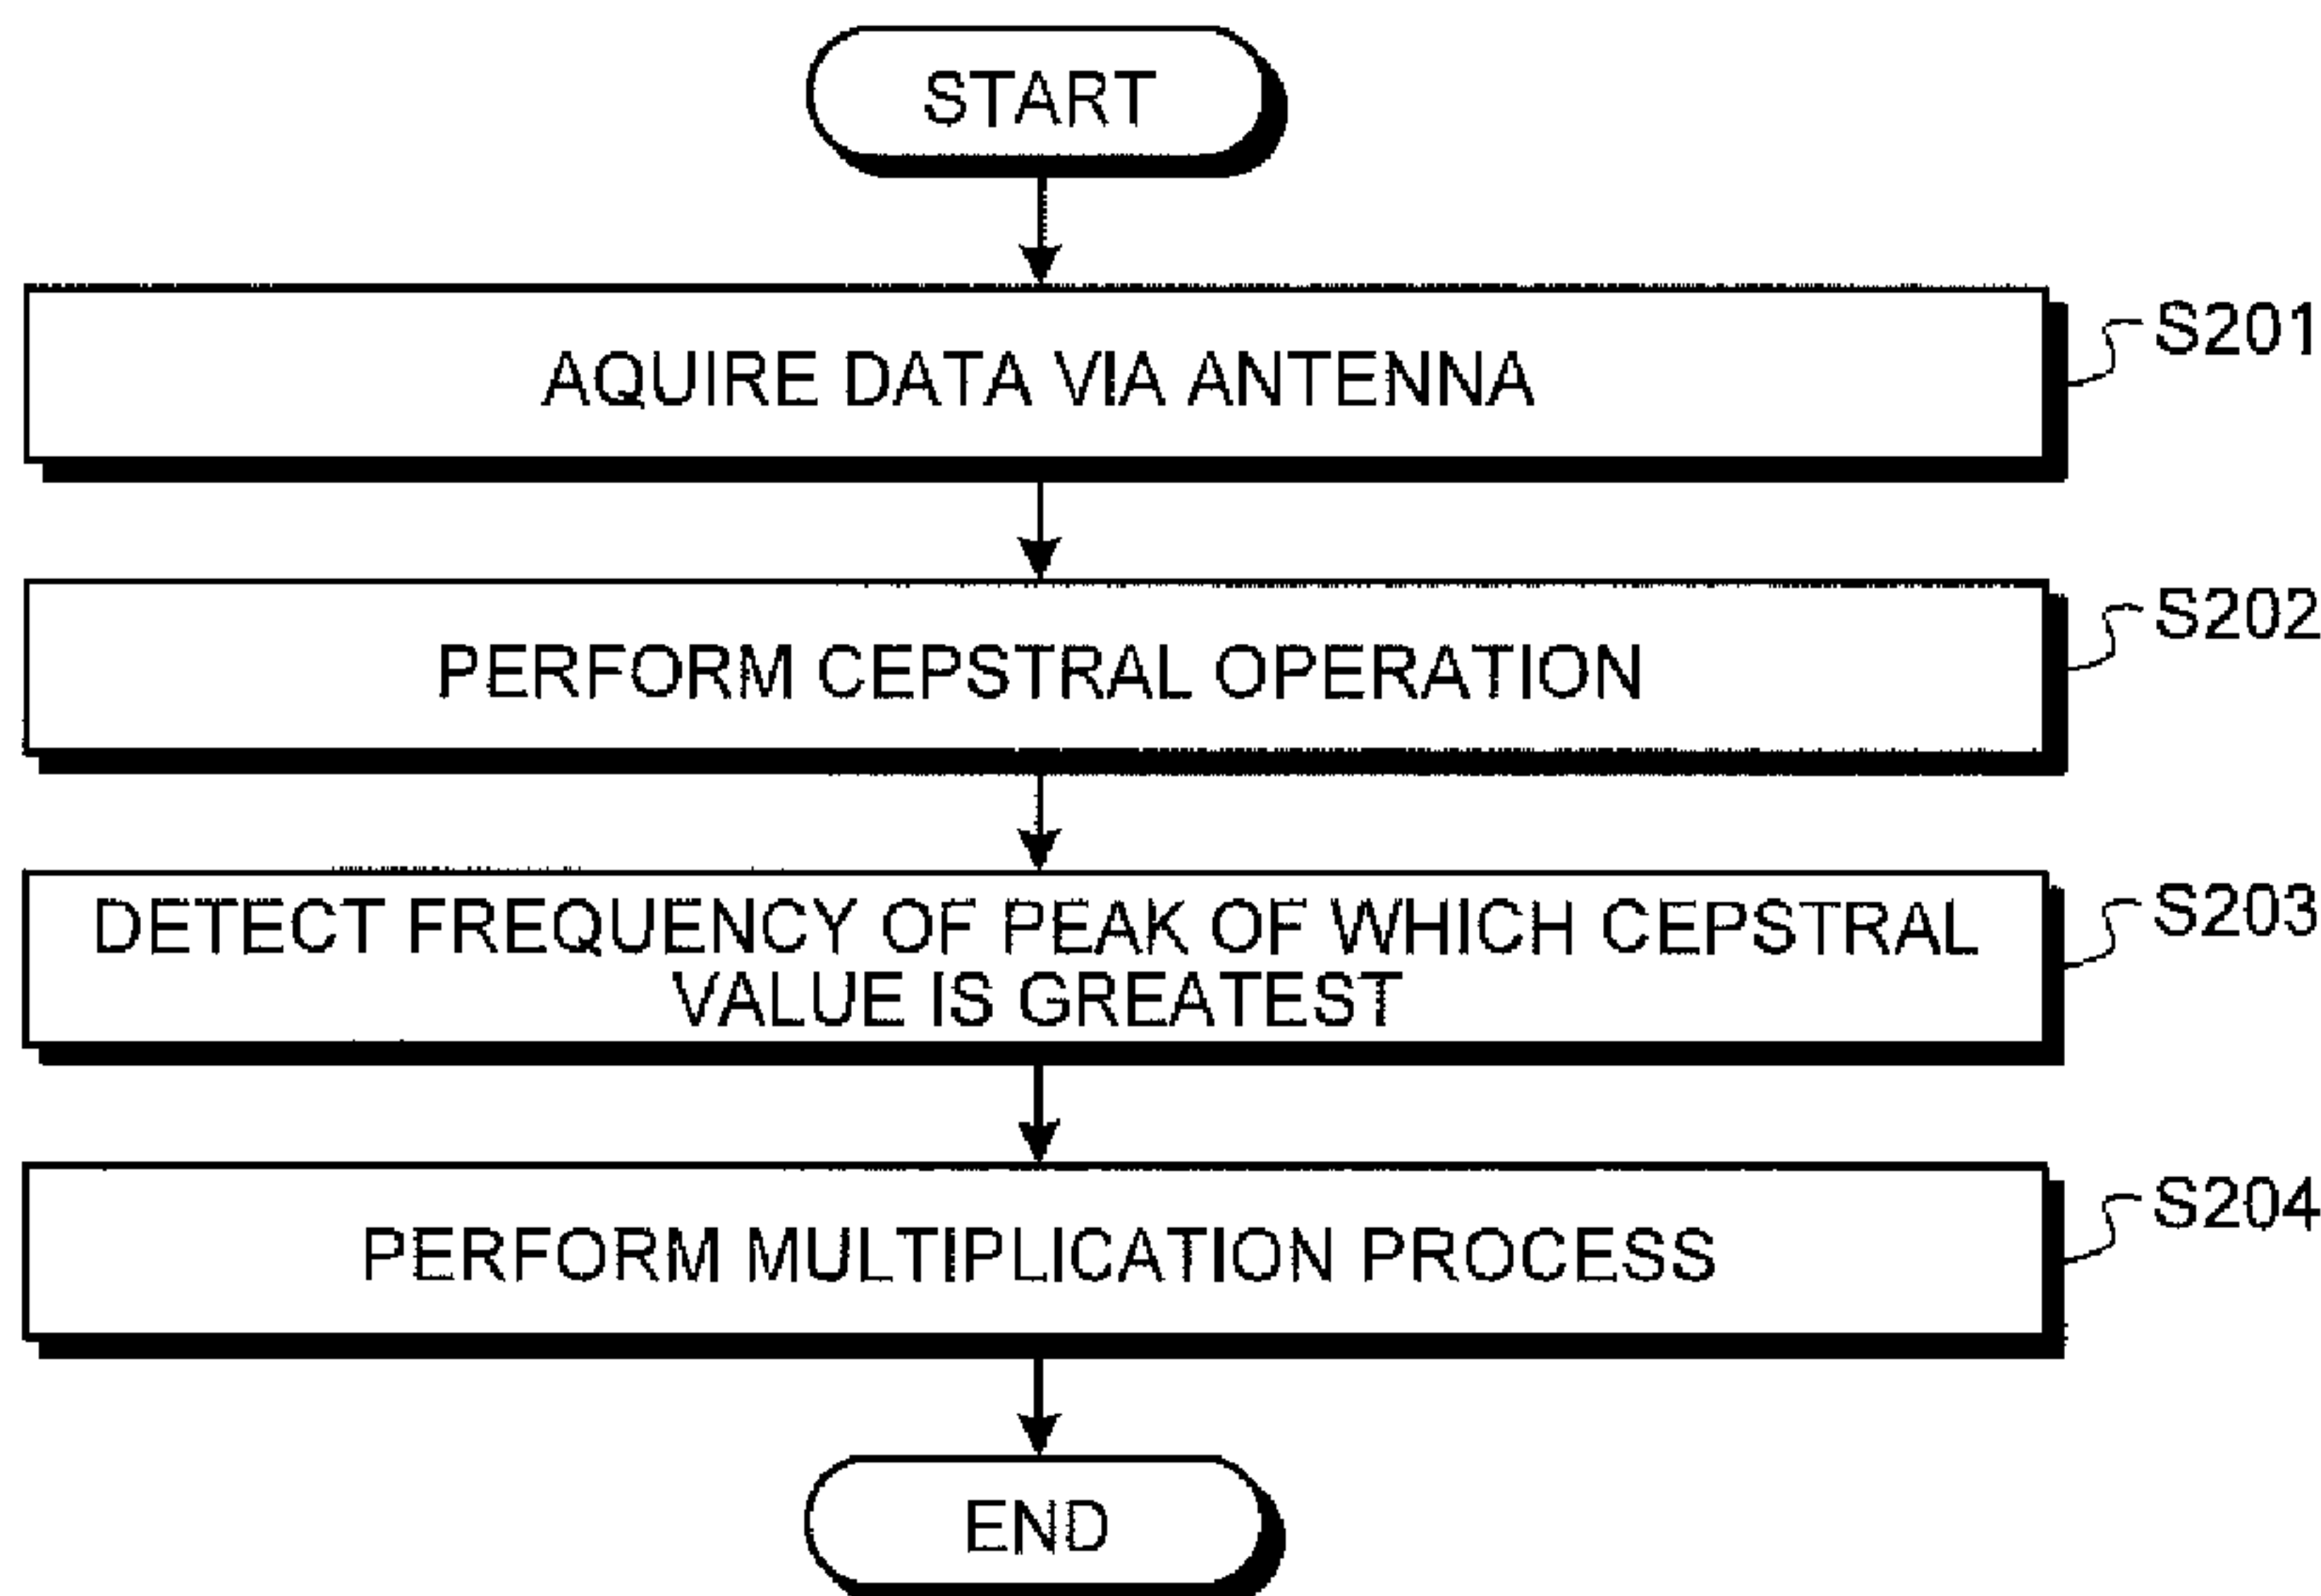 START
AQUIRE DATA VIA ANTENNA
S201
PERFORM CEPSTRAL OPERATION
S202
DETECT FREQUENCY OF PEAK OF WHICH CEPSTRAL
VALUE IS GREATEST
S203
PERFORM MULTIPLICATION PROCESS
S204
END